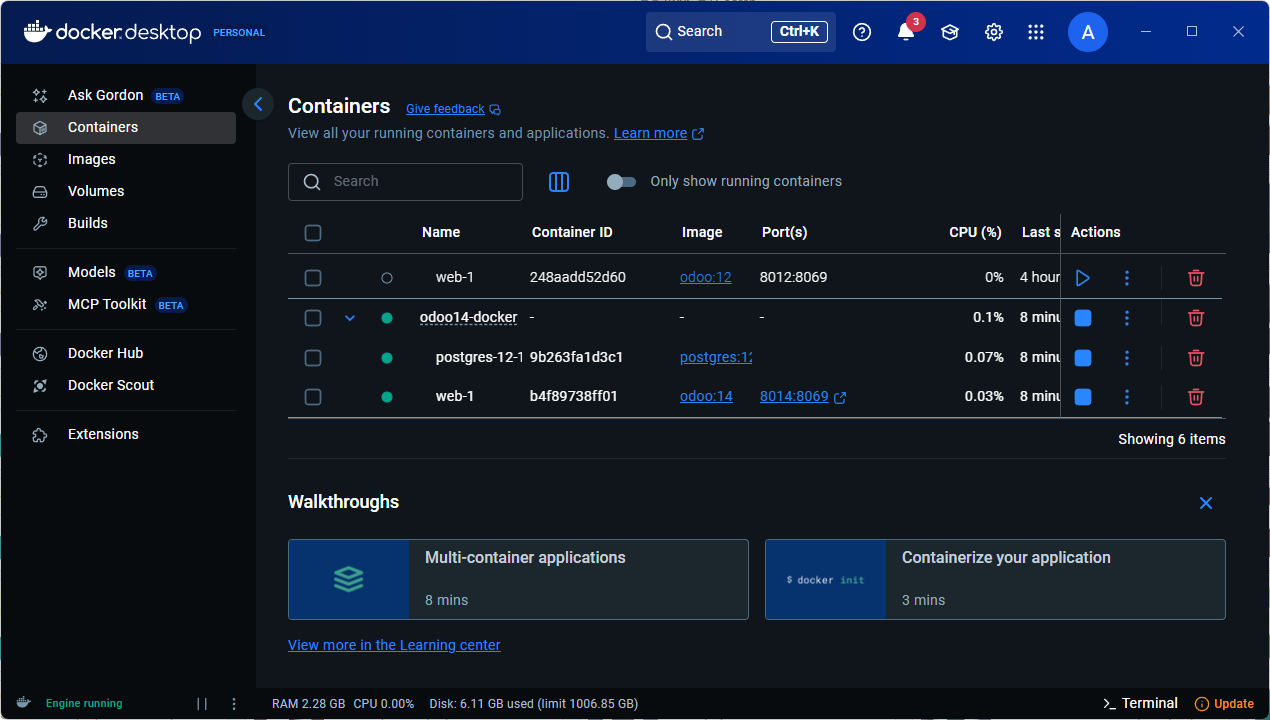 docker desktop PERSONAL Search Ctrl+K 3 A
Ask Gordon BETA
Containers
Images
Volumes
Builds
Models BETA
MCP Toolkit BETA
Docker Hub
Docker Scout
Extensions
Containers Give feedback
View all your running containers and applications. Learn more
Search Only show running containers
Name Container ID Image Port(s) CPU (%) Last s Actions
web-1 248aadd52d60 odoo:12 8012:8069 0% 4 hour
odoo14-docker - - - 0.1% 8 minu
postgres-12-1 9b263fa1d3c1 postgres:12 0.07% 8 minu
web-1 b4f89738ff01 odoo:14 8014:8069 0.03% 8 minu
Showing 6 items
Walkthroughs
Multi-container applications
8 mins
$ docker init
Containerize your application
3 mins
View more in the Learning center
Engine running RAM 2.28 GB CPU 0.00% Disk: 6.11 GB used (limit 1006.85 GB) >_ Terminal Update